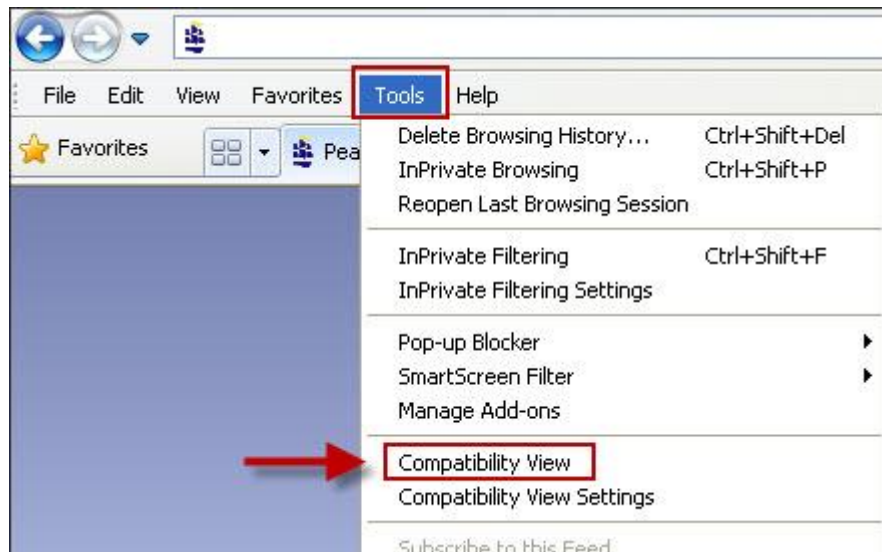 File Edit View Favorites Tools Help
Favorites Pea
Delete Browsing History... Ctrl+Shift+Del
InPrivate Browsing Ctrl+Shift+P
Reopen Last Browsing Session
InPrivate Filtering Ctrl+Shift+F
InPrivate Filtering Settings
Pop-up Blocker
SmartScreen Filter
Manage Add-ons
Compatibility View
Compatibility View Settings
Subscribe to this Feed